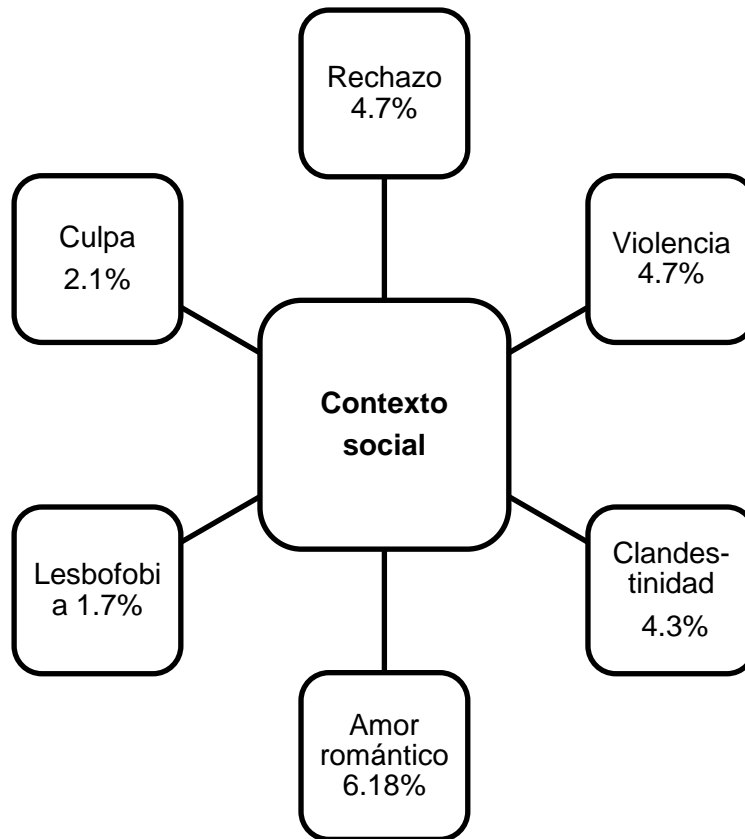 Rechazo
4.7%
Culpa
2.1%
Violencia
4.7%
Contexto
social
Lesbofobi
a 1.7%
Clandes-
tinidad
4.3%
Amor
romántico
6.18%